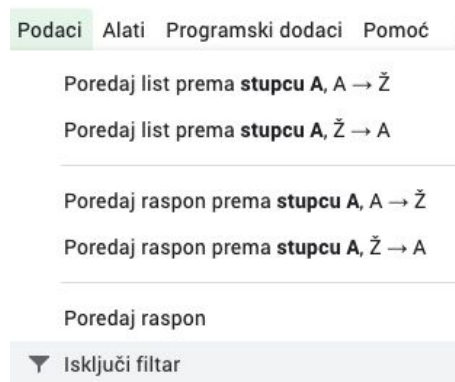 Podaci Alati Programski dodaci Pomoć
Poredaj list prema stupcu A, A → Ž
Poredaj list prema stupcu A, Ž → A
Poredaj raspon prema stupcu A, A → Ž
Poredaj raspon prema stupcu A, Ž → A
Poredaj raspon
Isključi filtar